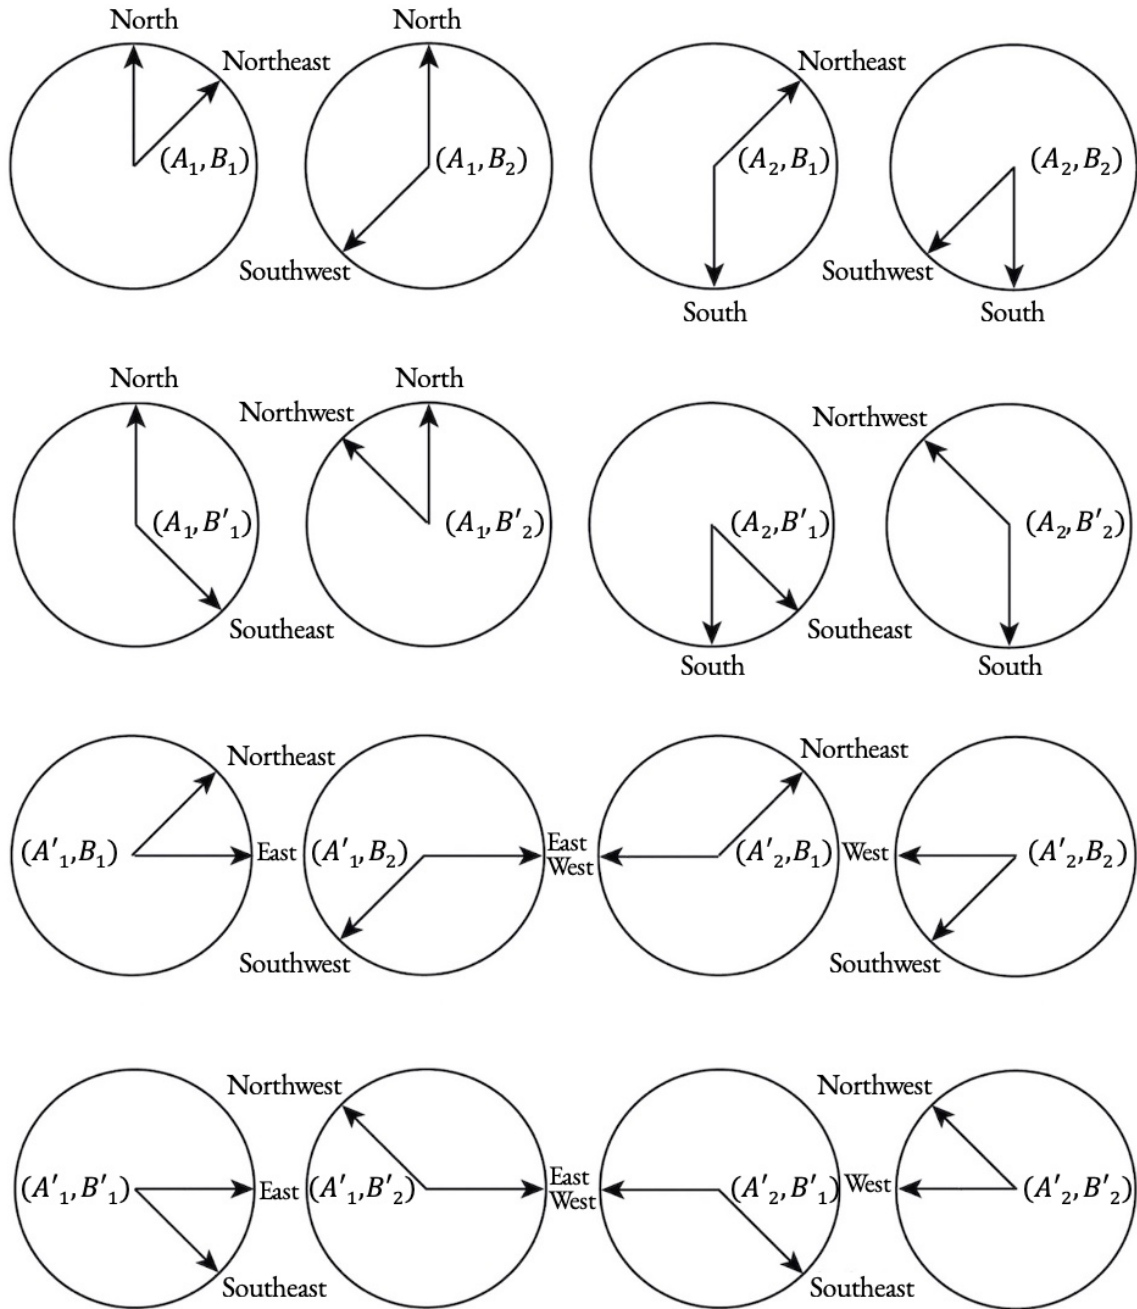 North
North
Northeast
Northeast
(A₁,B₁)
(A₁,B₂)
(A₂,B₁)
(A₂,B₂)
Southwest
Southwest
South
South
North
North
Northwest
Northwest
(A₁,B'₁)
(A₁,B'₂)
(A₂,B'₁)
(A₂,B'₂)
Southeast
Southeast
South
South
Northeast
Northeast
(A'₁,B₁)
East
(A'₁,B₂)
East
West
(A'₂,B₁)
West
(A'₂,B₂)
Southwest
Southwest
Northwest
Northwest
(A'₁,B'₁)
East
(A'₁,B'₂)
East
West
(A'₂,B'₁)
West
(A'₂,B'₂)
Southeast
Southeast